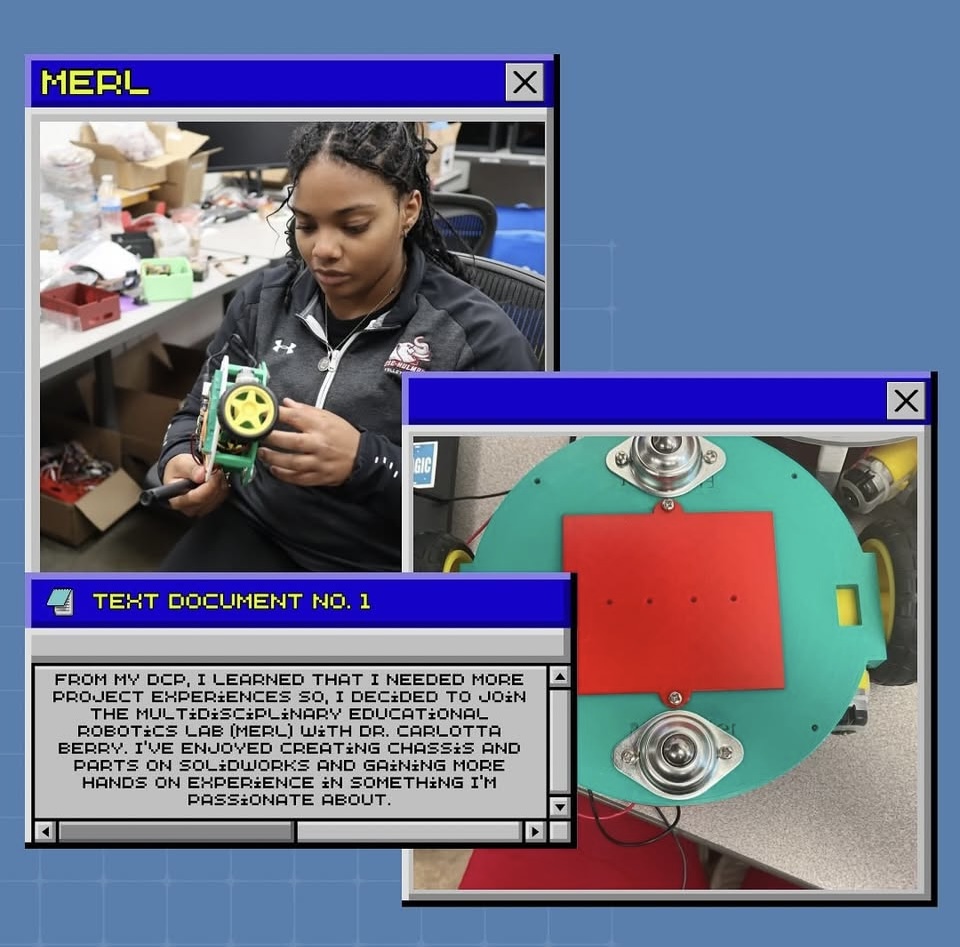 MERL
TEXT DOCUMENT NO. 1
FROM MY DCP, I LEARNED THAT I NEEDED MORE
PROJECT EXPERIENCES SO, I DECIDED TO JOIN
THE MULTIDISCIPLINARY EDUCATIONAL
ROBOTICS LAB (MERL) WITH DR. CARLOTTA
BERRY. I'VE ENJOYED CREATING CHASSIS AND
PARTS ON SOLIDWORKS AND GAINING MORE
HANDS ON EXPERIENCE IN SOMETHING I'M
PASSIONATE ABOUT.